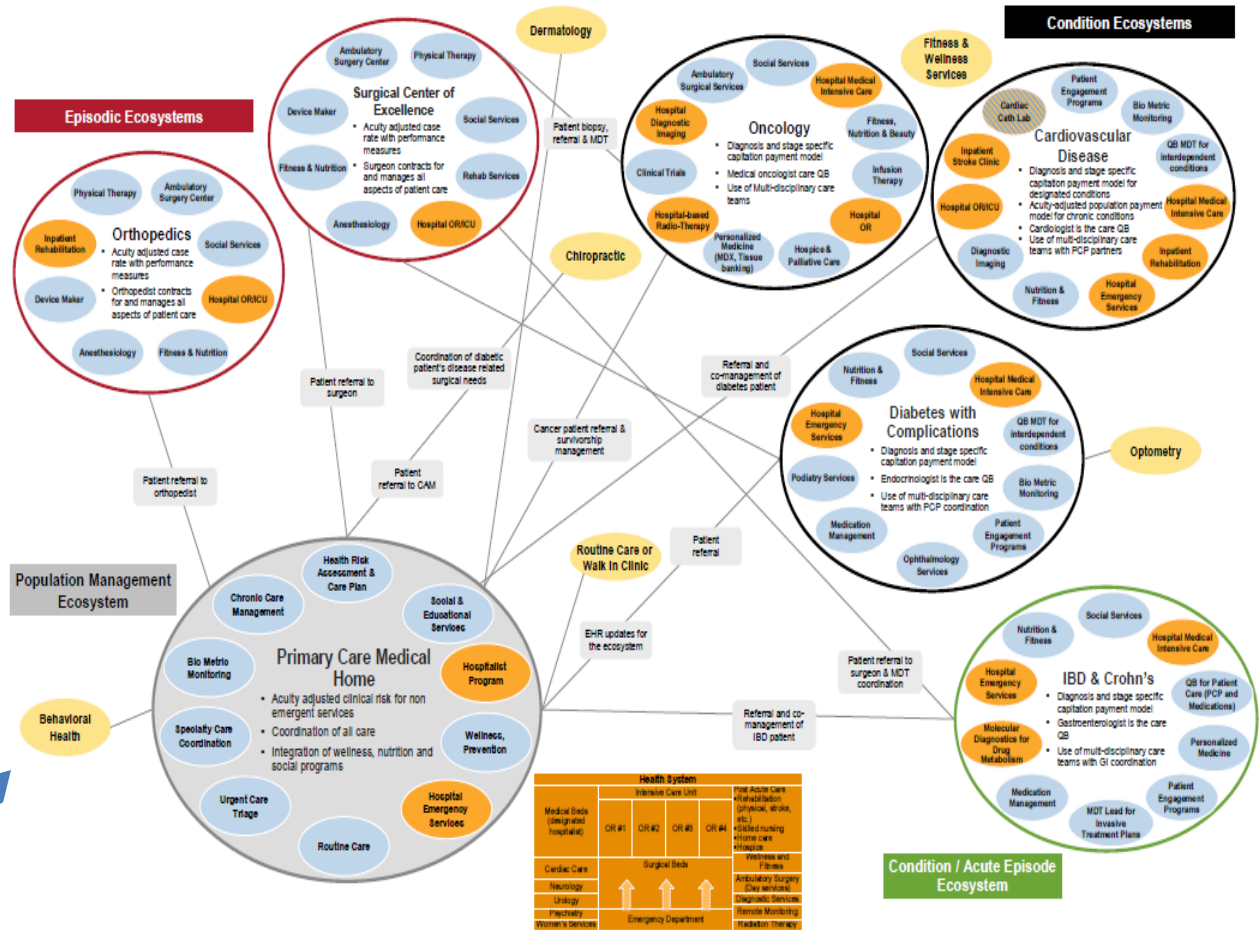 Episodic Ecosystems
Physical Therapy
Ambulatory
Surgery Center
Inpatient
Rehabilitation
Orthopedics
▪ Acuity adjusted case
rate with performance
measures
▪ Orthopedist contracts
for and manages all
aspects of patient care
Social Services
Device Maker
Hospital OR/ICU
Anesthesiology
Fitness & Nutrition
Ambulatory
Surgery Center
Physical Therapy
Device Maker
Surgical Center of
Excellence
▪ Acuity adjusted case
rate with performance
measures
▪ Surgeon contracts for
and manages all
aspects of patient care
Social Services
Fitness & Nutrition
Rehab Services
Anesthesiology
Hospital OR/ICU
Dermatology
Patient biopsy,
referral & MDT
Chiropractic
Condition Ecosystems
Fitness &
Wellness
Services
Social Services
Ambulatory
Surgical Services
Hospital Medical
Intensive Care
Hospital
Diagnostic
Imaging
Oncology
▪ Diagnosis and stage specific
capitation payment model
▪ Medical oncologist care QB
▪ Use of Multi-disciplinary care
teams
Fitness,
Nutrition & Beauty
Clinical Trials
Infusion
Therapy
Hospital-based
Radio-Therapy
Hospital
OR
Personalized
Medicine
(MDX, Tissue
banking)
Hospice &
Palliative Care
Patient
Engagement
Programs
Cardiac
Cath Lab
Bio Metric
Monitoring
Cardiovascular
Disease
▪ Diagnosis and stage specific
capitation payment model for
designated conditions
▪ Acuity-adjusted population payment
model for chronic conditions
▪ Cardiologist is the care QB
▪ Use of multi-disciplinary care
teams with PCP partners
Inpatient
Stroke Clinic
QB MDT for
interdependent
conditions
Hospital OR/ICU
Hospital Medical
Intensive Care
Diagnostic
Imaging
Inpatient
Rehabilitation
Nutrition &
Fitness
Hospital
Emergency
Services
Patient referral to
surgeon
Coordination of diabetic
patient's disease related
surgical needs
Referral and
co-management of
diabetes patient
Patient referral to
orthopedist
Patient
referral to CAM
Cancer patient referral &
survivorship
management
Social Services
Nutrition &
Fitness
Hospital Medical
Intensive Care
Hospital
Emergency
Services
Diabetes with
Complications
▪ Diagnosis and stage specific
capitation payment model
▪ Endocrinologist is the care QB
▪ Use of multi-disciplinary care
teams with PCP coordination
QB MDT for
interdependent
conditions
Podiatry Services
Bio Metric
Monitoring
Medication
Management
Patient
Engagement
Programs
Ophthalmology
Services
Optometry
Population Management
Ecosystem
Behavioral
Health
Health Risk
Assessment &
Care Plan
Chronic Care
Management
Social &
Educational
Services
Bio Metric
Monitoring
Primary Care Medical
Home
▪ Acuity adjusted clinical risk for non
emergent services
▪ Coordination of all care
▪ Integration of wellness, nutrition and
social programs
Hospitalist
Program
Specialty Care
Coordination
Wellness,
Prevention
Urgent Care
Triage
Hospital
Emergency
Services
Routine Care
Routine Care or
Walk In Clinic
Patient
referral
EHR updates for
the ecosystem
Patient referral to
surgeon & MDT
coordination
Referral and co-
management of
IBD patient
Social Services
Nutrition &
Fitness
Hospital Medical
Intensive Care
Hospital
Emergency
Services
IBD & Crohn's
▪ Diagnosis and stage specific
capitation payment model
▪ Gastroenterologist is the care
QB
▪ Use of multi-disciplinary care
teams with GI coordination
QB for Patient
Care (PCP and
Medications)
Molecular
Diagnostics for
Drug
Metabolism
Personalized
Medicine
Medication
Management
Patient
Engagement
Programs
MDT Lead for
Invasive
Treatment Plans
Condition / Acute Episode
Ecosystem
Health System
Medical Beds
(designated
hospitalist)
Intensive Care Unit
OR #1
OR #2
OR #3
OR #4
Post Acute Care
▪Rehabilitation
(physical, stroke,
etc.)
▪Skilled nursing
▪Home care
▪Hospice
Cardiac Care
Neurology
Urology
Psychiatry
Women's Services
Surgical Beds
Emergency Department
Wellness and
Fitness
Ambulatory Surgery
(Day services)
Diagnostic Services
Remote Monitoring
Radiation Therapy